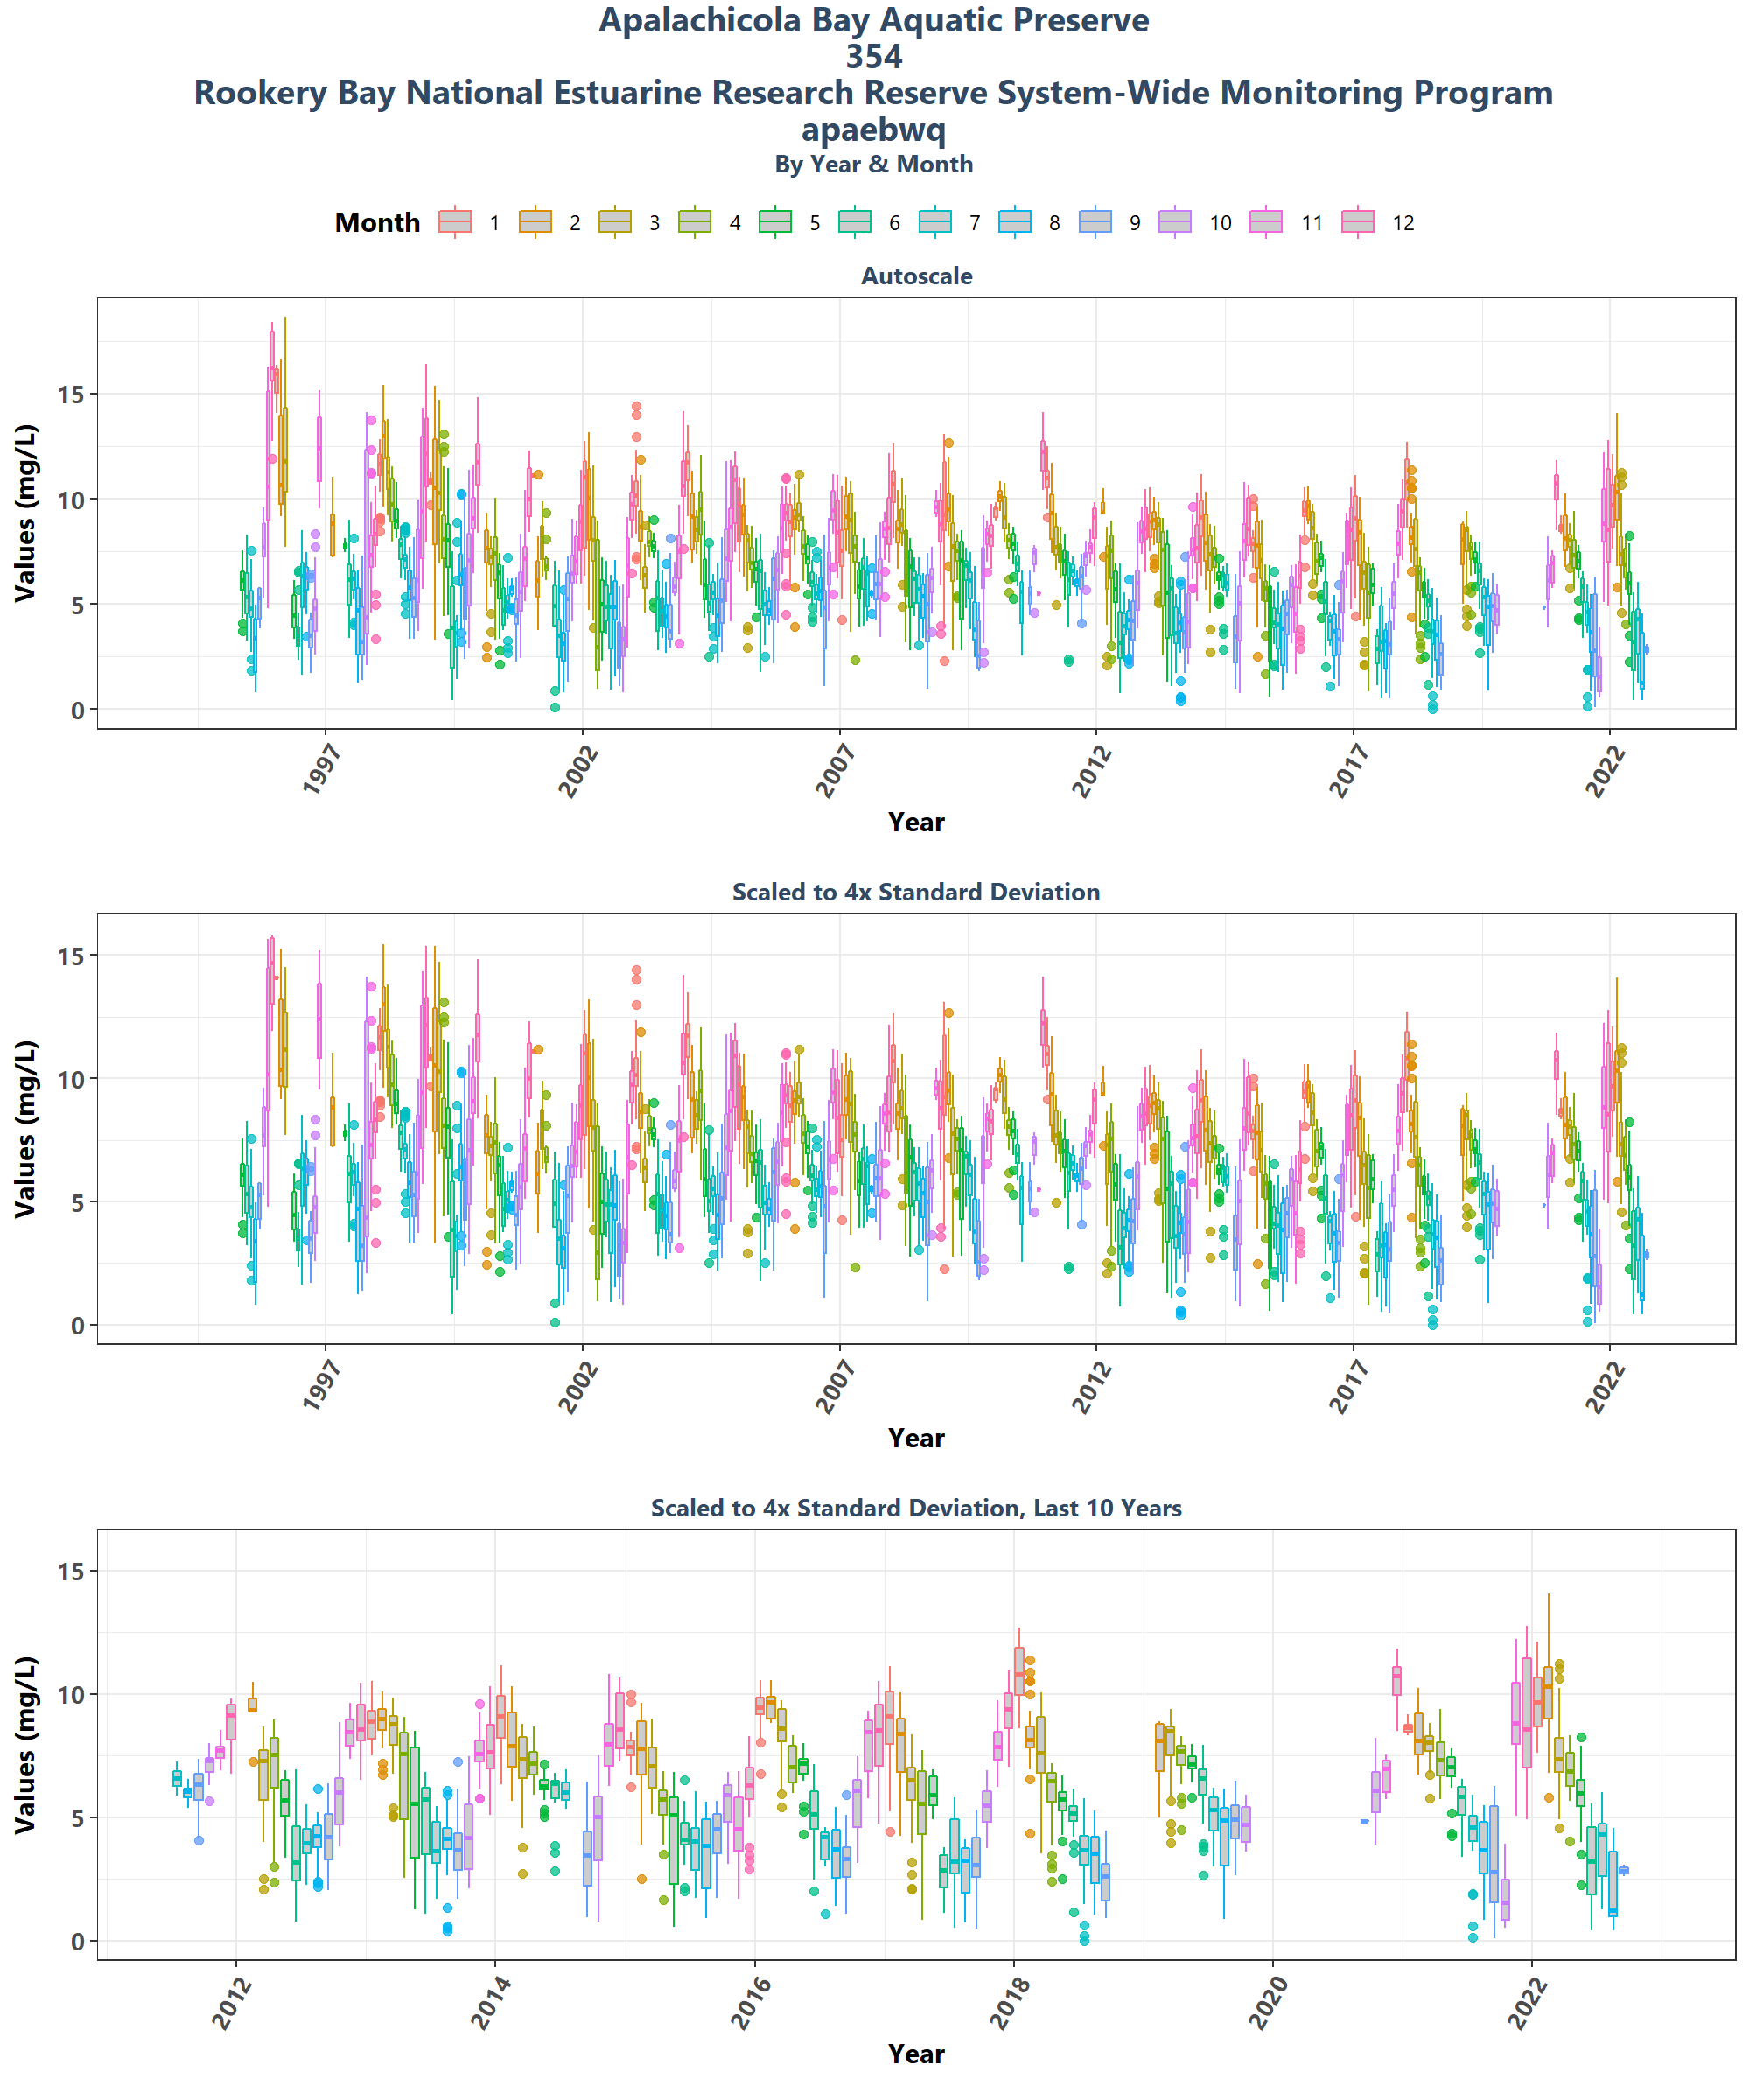 Apalachicola Bay Aquatic Preserve
354
Rookery Bay National Estuarine Research Reserve System-Wide Monitoring Program
apaebwq
By Year & Month
Month 1 2 3 4 5 6 7 8 9 10 11 12
Autoscale
Values (mg/L)
15
10
5
0
1997 2002 2007 2012 2017 2022
Year
Scaled to 4x Standard Deviation
Values (mg/L)
15
10
5
0
1997 2002 2007 2012 2017 2022
Year
Scaled to 4x Standard Deviation, Last 10 Years
Values (mg/L)
15
10
5
0
2012 2014 2016 2018 2020 2022
Year